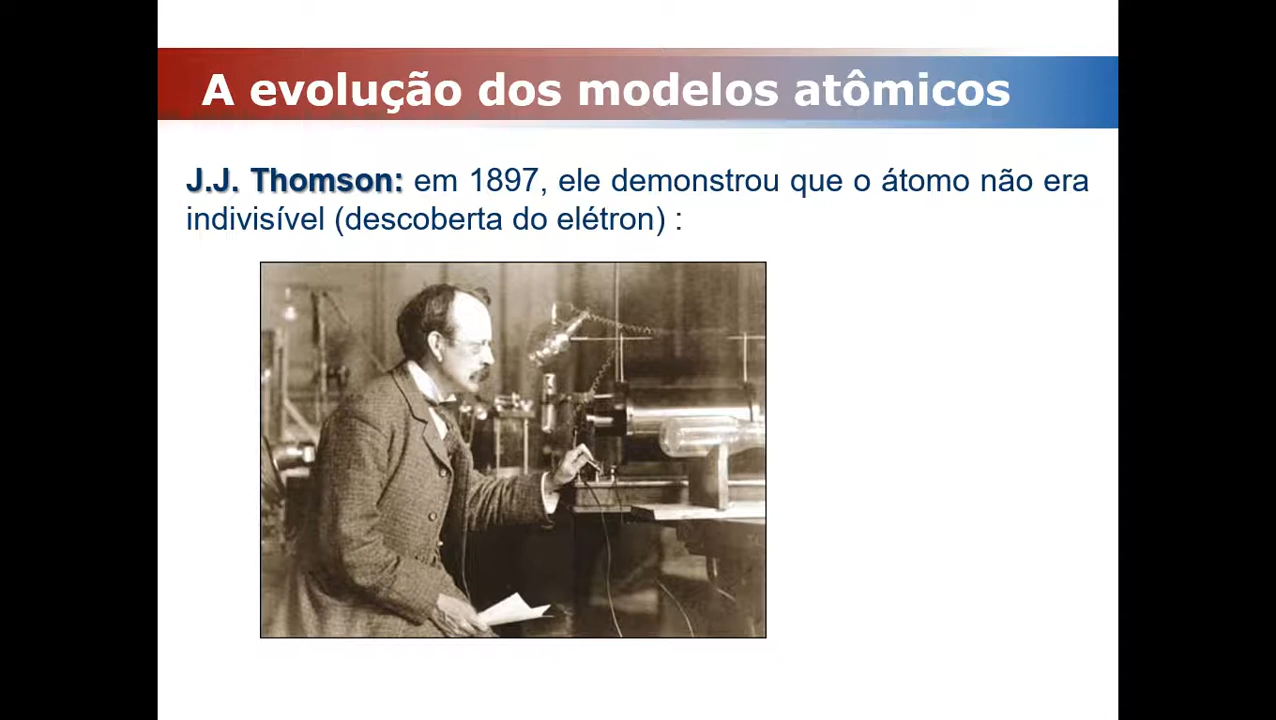 A evolução dos modelos atômicos
J.J. Thomson: em 1897, ele demonstrou que o átomo não era
indivisível (descoberta do elétron) :